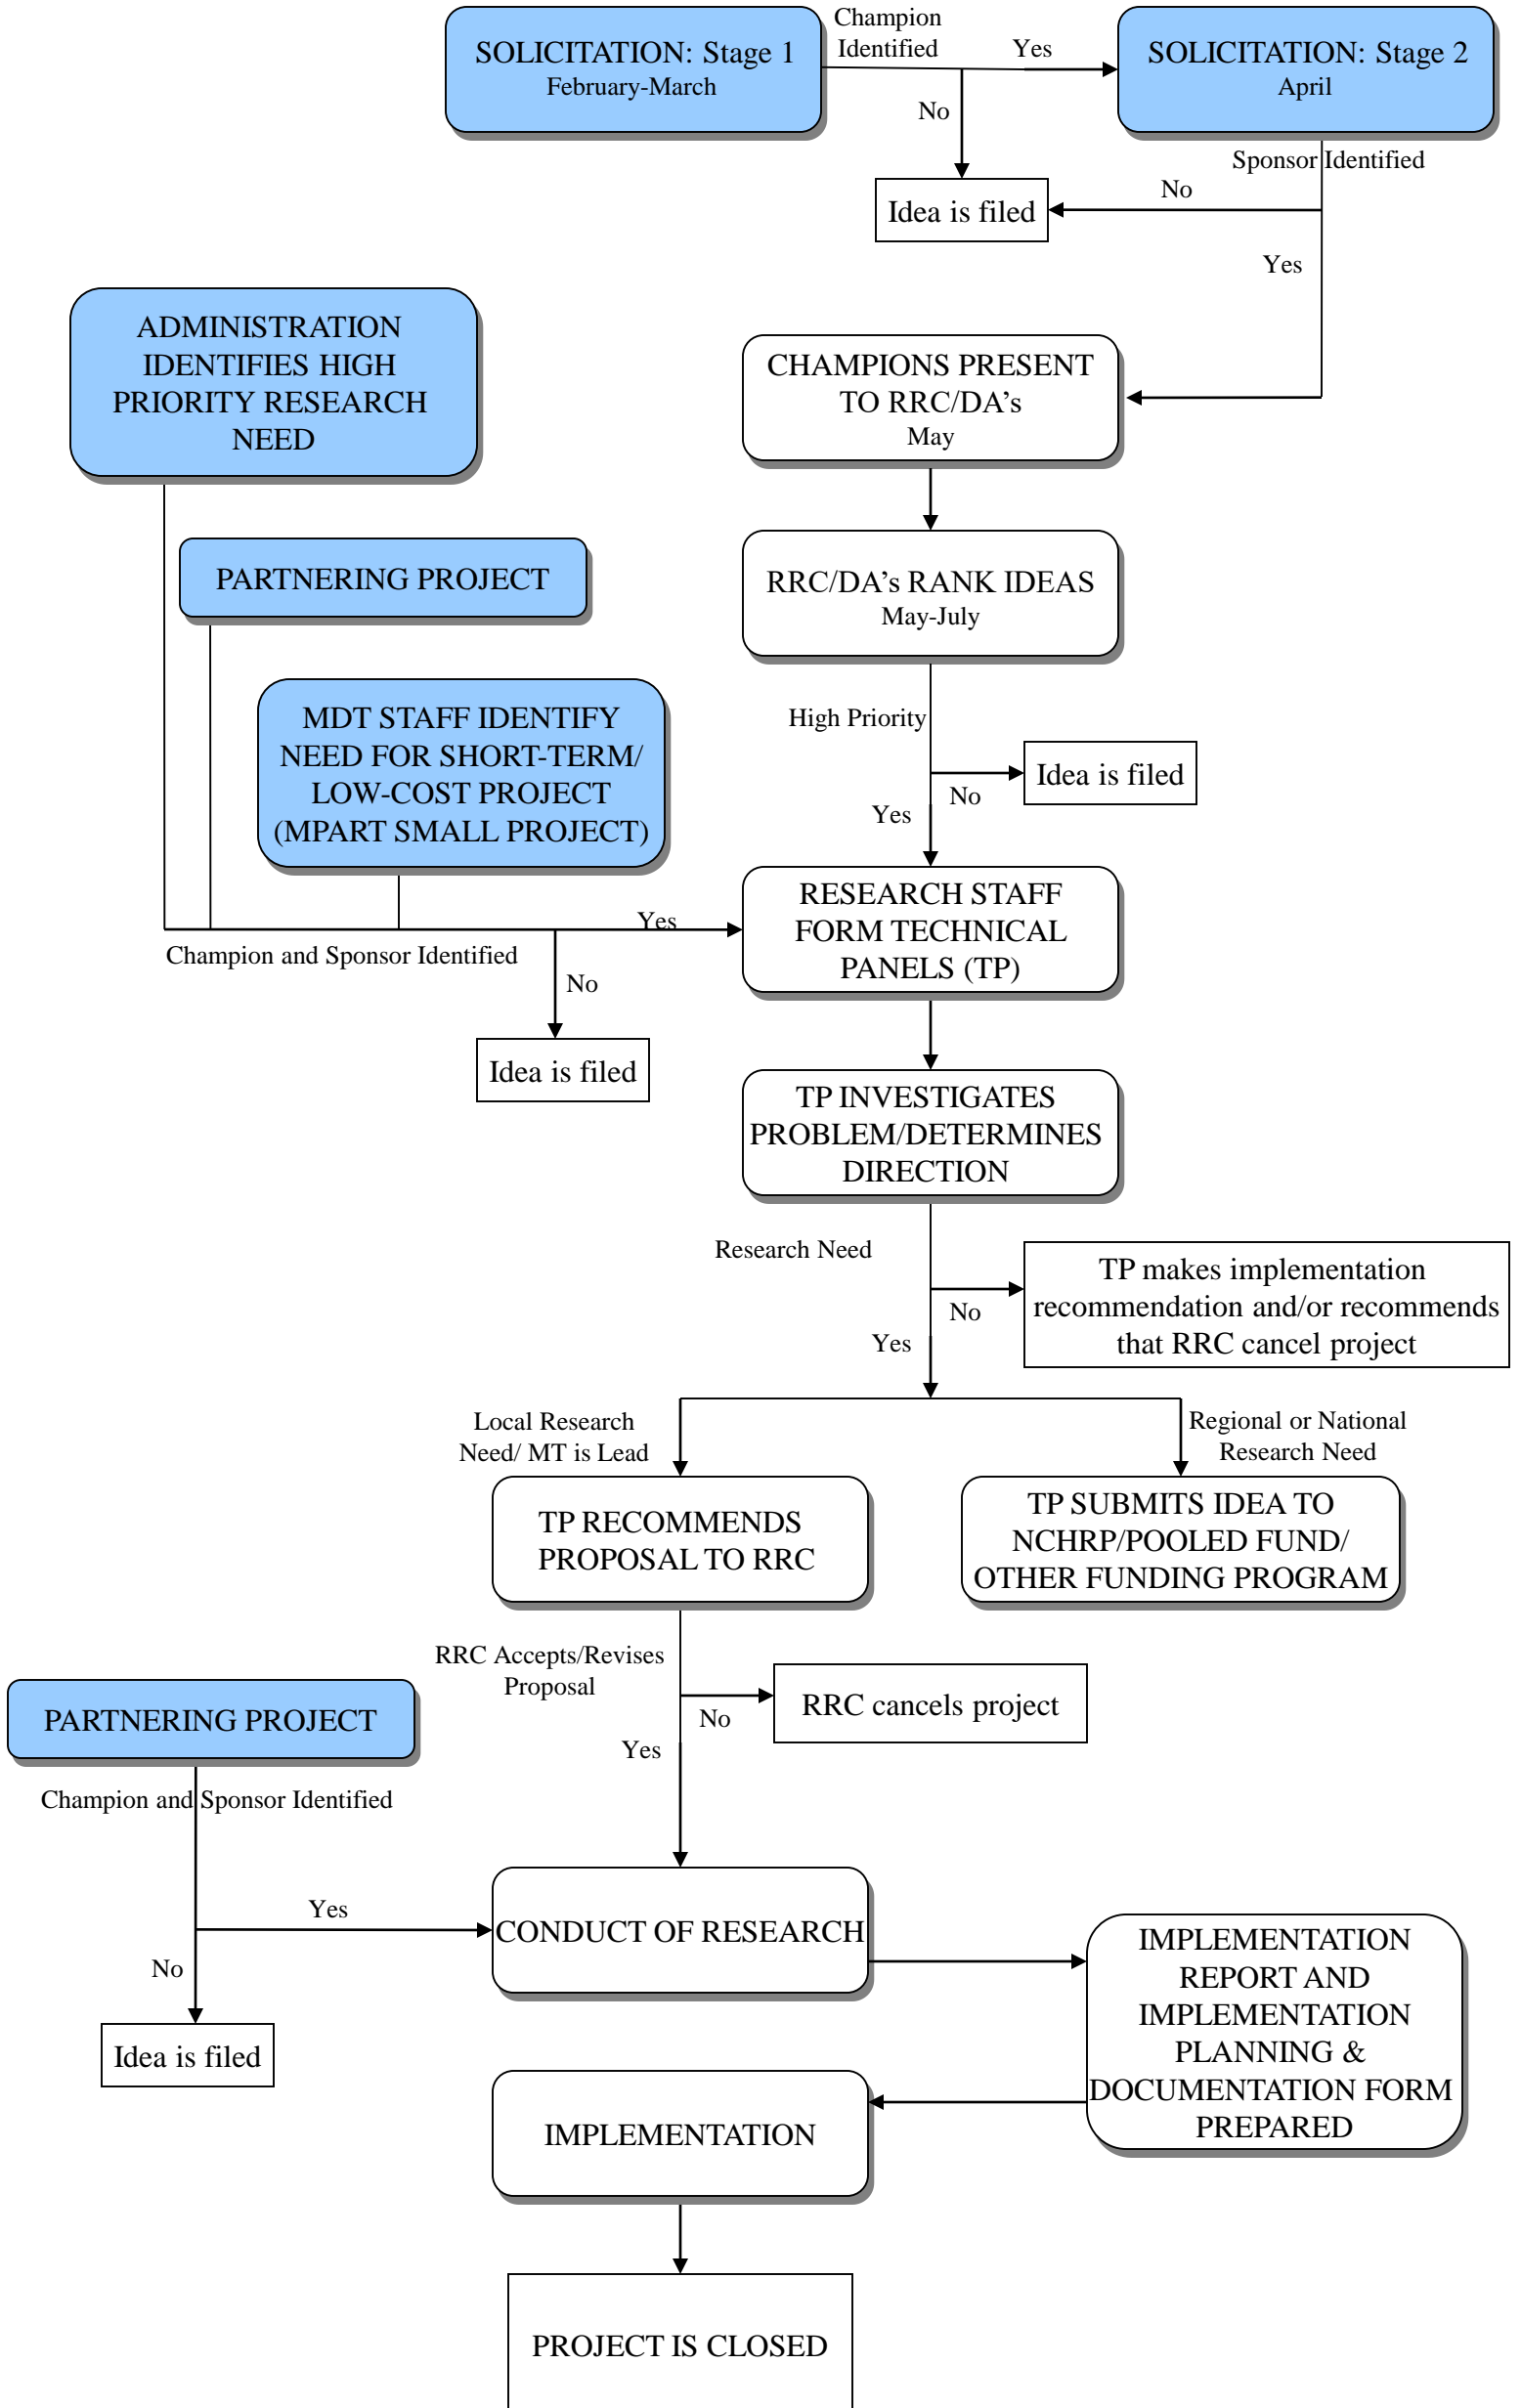 Champion
Identified
Yes
SOLICITATION: Stage 1
February-March
SOLICITATION: Stage 2
April
No
Sponsor Identified
No
Idea is filed
Yes
ADMINISTRATION
IDENTIFIES HIGH
PRIORITY RESEARCH
NEED
CHAMPIONS PRESENT
TO RRC/DA’s
May
PARTNERING PROJECT
RRC/DA’s RANK IDEAS
May-July
MDT STAFF IDENTIFY
NEED FOR SHORT-TERM/
LOW-COST PROJECT
(MPART SMALL PROJECT)
High Priority
Idea is filed
No
Yes
RESEARCH STAFF
FORM TECHNICAL
PANELS (TP)
Yes
Champion and Sponsor Identified
No
Idea is filed
TP INVESTIGATES
PROBLEM/DETERMINES
DIRECTION
Research Need
TP makes implementation
recommendation and/or recommends
that RRC cancel project
No
Yes
Local Research
Need/ MT is Lead
Regional or National
Research Need
TP RECOMMENDS
PROPOSAL TO RRC
TP SUBMITS IDEA TO
NCHRP/POOLED FUND/
OTHER FUNDING PROGRAM
RRC Accepts/Revises
Proposal
RRC cancels project
No
Yes
PARTNERING PROJECT
Champion and Sponsor Identified
Yes
No
Idea is filed
CONDUCT OF RESEARCH
IMPLEMENTATION
REPORT AND
IMPLEMENTATION
PLANNING &
DOCUMENTATION FORM
PREPARED
IMPLEMENTATION
PROJECT IS CLOSED